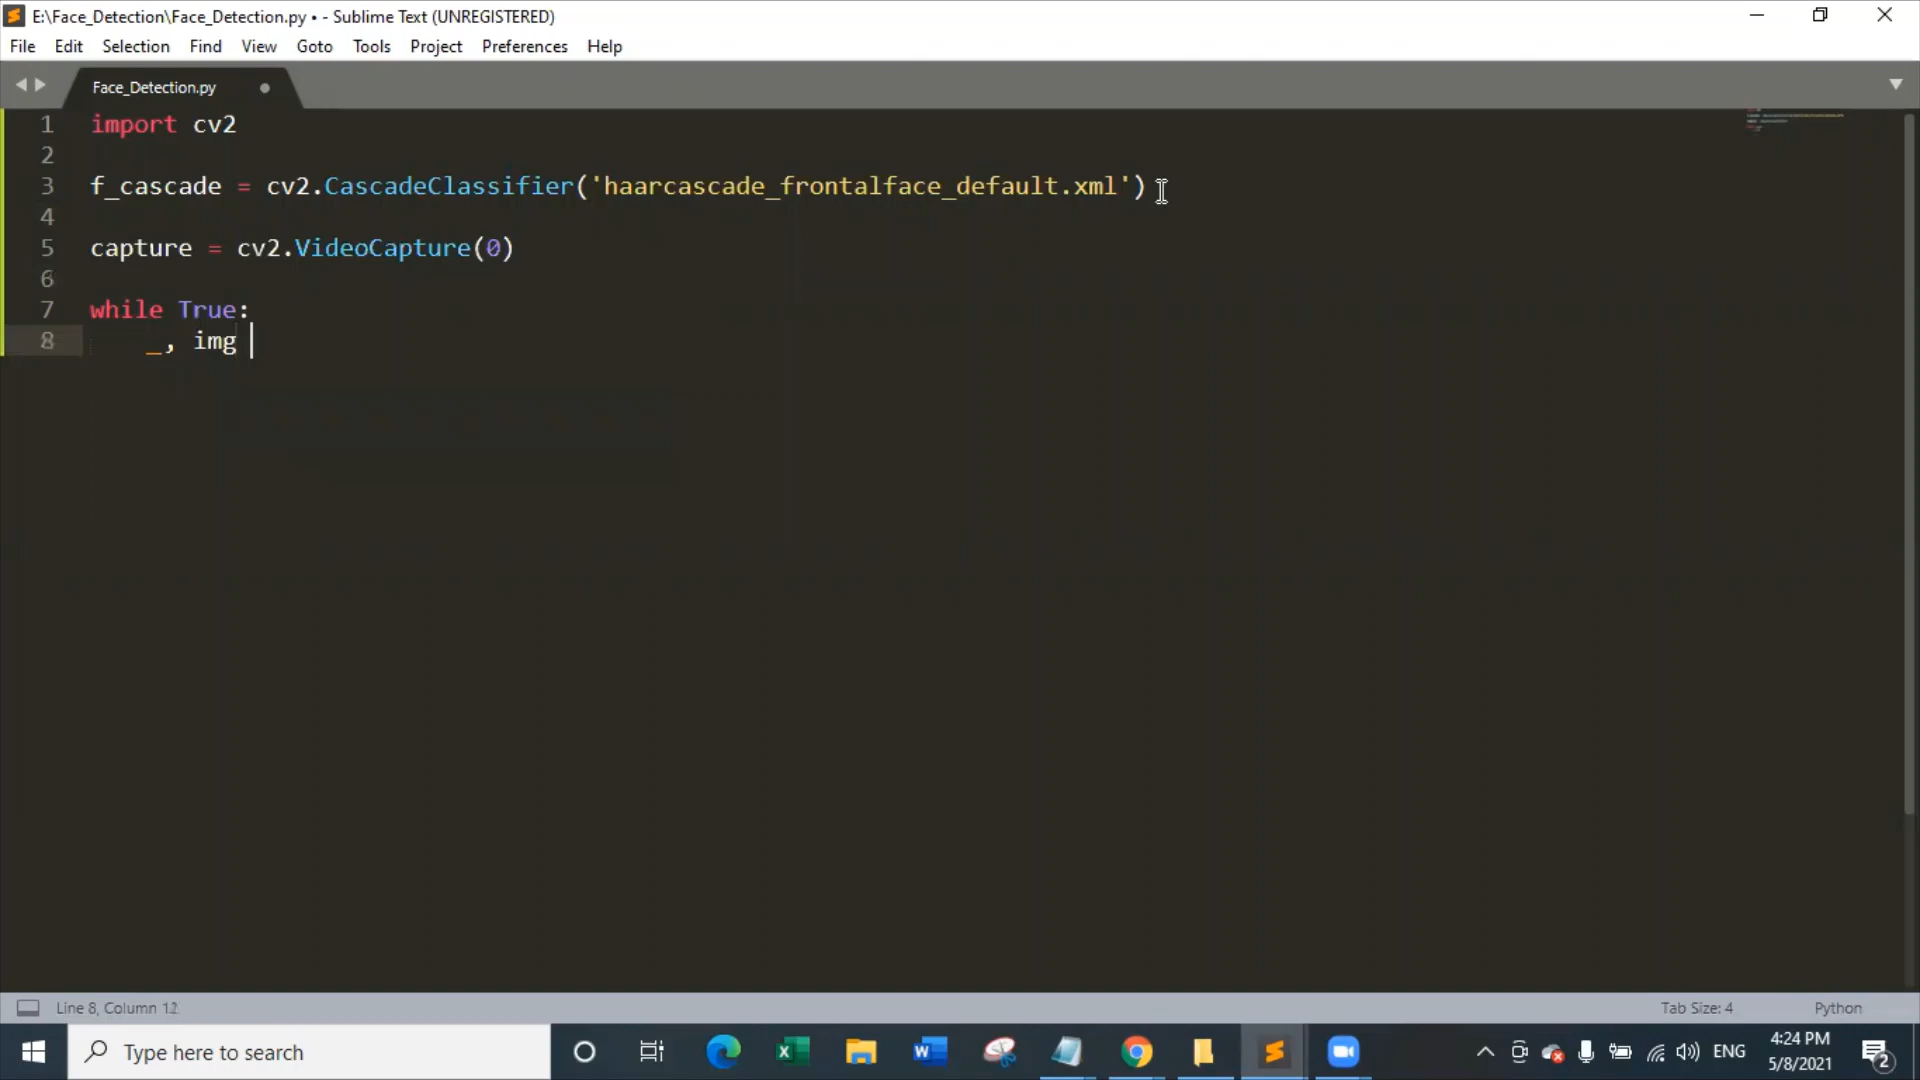 E:\Face_Detection\Face_Detection.py • - Sublime Text (UNREGISTERED)
File Edit Selection Find View Goto Tools Project Preferences Help
Face_Detection.py
1 import cv2
2
3 f_cascade = cv2.CascadeClassifier('haarcascade_frontalface_default.xml')
4
5 capture = cv2.VideoCapture(0)
6
7 while True:
8 _, img
Line 8, Column 12 Tab Size: 4 Python
Type here to search
ENG
4:24 PM
5/8/2021
2